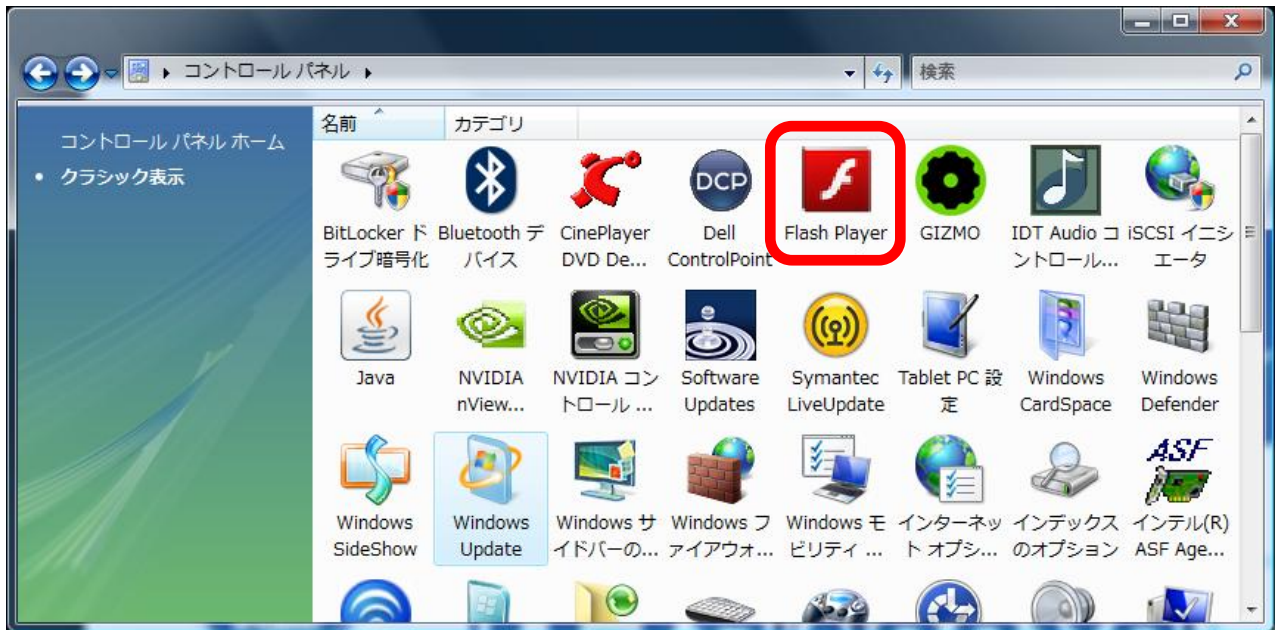 コントロール パネル
検索
コントロール パネル ホーム
• クラシック表示
名前 カテゴリ
BitLocker ド
ライブ暗号化
Bluetooth デ
バイス
CinePlayer
DVD De...
DCP
Dell
ControlPoint
Flash Player
GIZMO
IDT Audio コ
ントロール...
iSCSI イニシ
エータ
Java
NVIDIA
nView...
NVIDIA コン
トロール ...
Software
Updates
Symantec
LiveUpdate
Tablet PC 設
定
Windows
CardSpace
Windows
Defender
Windows
SideShow
Windows
Update
Windows サ
イドバーの...
Windows フ
ァイアウォ...
Windows モ
ビリティ ...
インターネッ
ト オプシ...
インデックス
のオプション
ASF
インテル(R)
ASF Age...